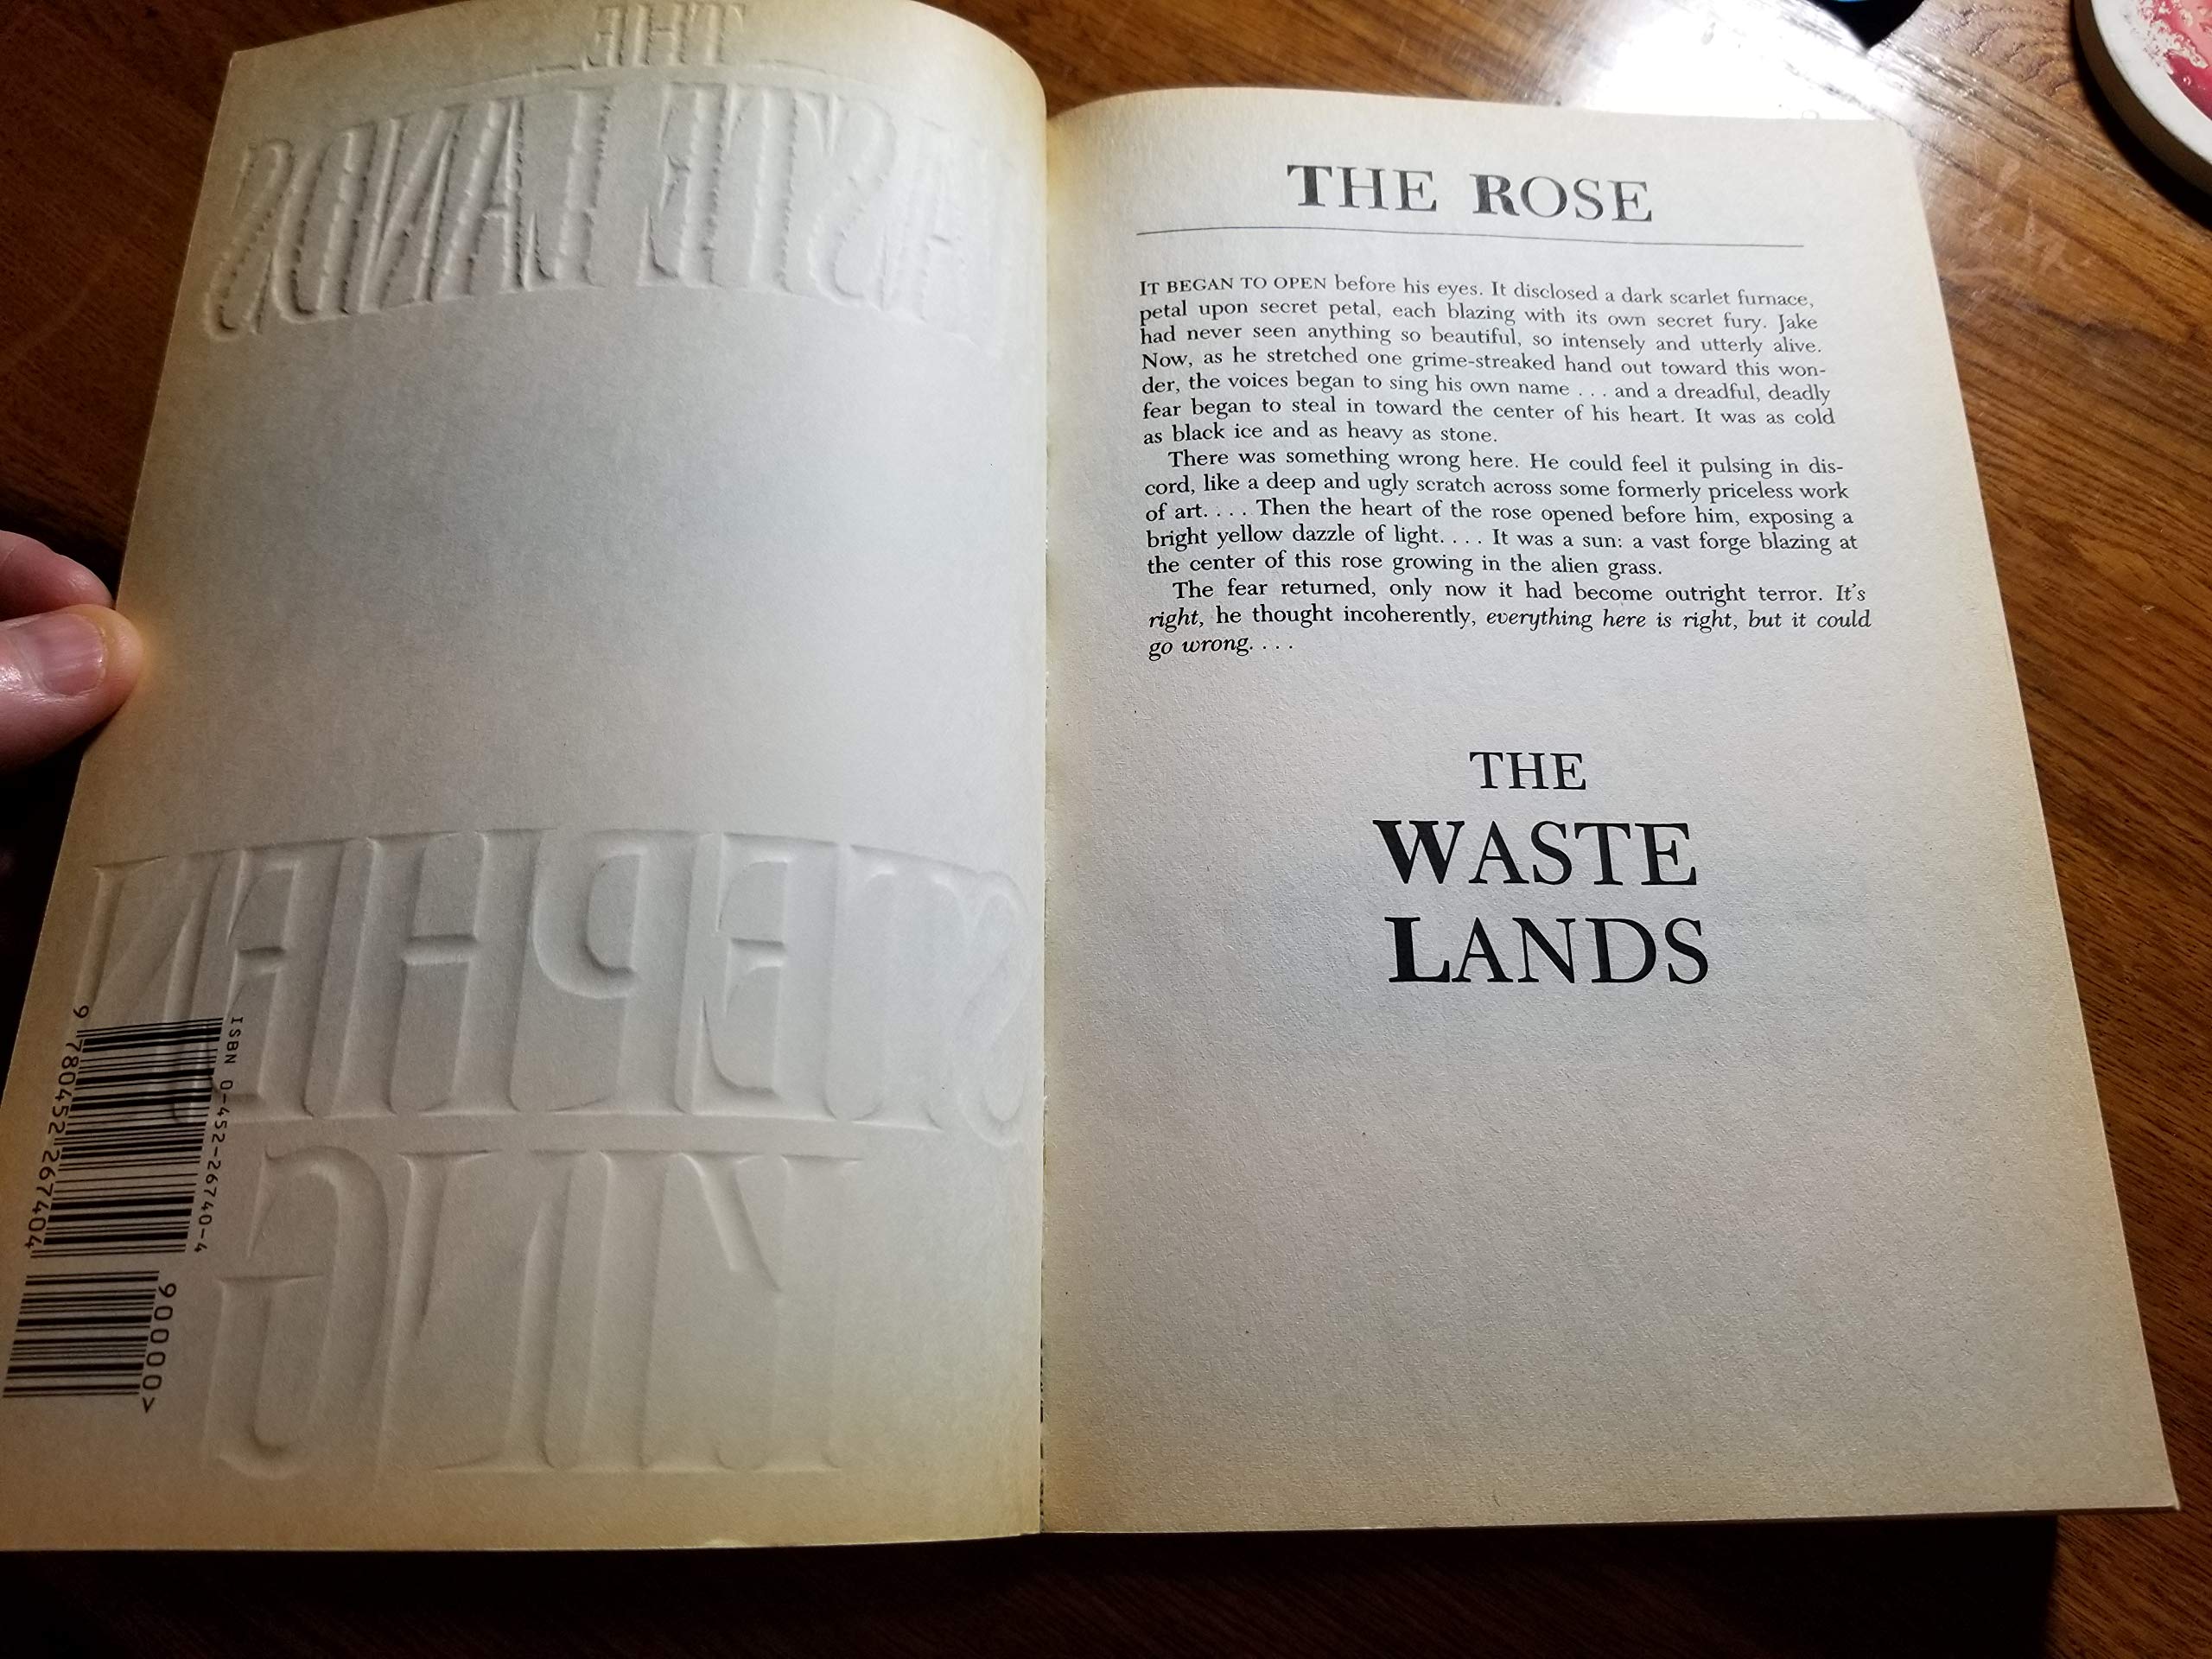 THE
WASTE LANDS
STEPHEN
KING
ISBN 0-452-26740-4
9 780452 267404
90000>
THE ROSE
IT BEGAN TO OPEN before his eyes. It disclosed a dark scarlet furnace,
petal upon secret petal, each blazing with its own secret fury. Jake
had never seen anything so beautiful, so intensely and utterly alive.
Now, as he stretched one grime-streaked hand out toward this won-
der, the voices began to sing his own name . . . and a dreadful, deadly
fear began to steal in toward the center of his heart. It was as cold
as black ice and as heavy as stone.
There was something wrong here. He could feel it pulsing in dis-
cord, like a deep and ugly scratch across some formerly priceless work
of art. . . . Then the heart of the rose opened before him, exposing a
bright yellow dazzle of light. . . . It was a sun: a vast forge blazing at
the center of this rose growing in the alien grass.
The fear returned, only now it had become outright terror. It's
right, he thought incoherently, everything here is right, but it could
go wrong. . . .
THE
WASTE
LANDS